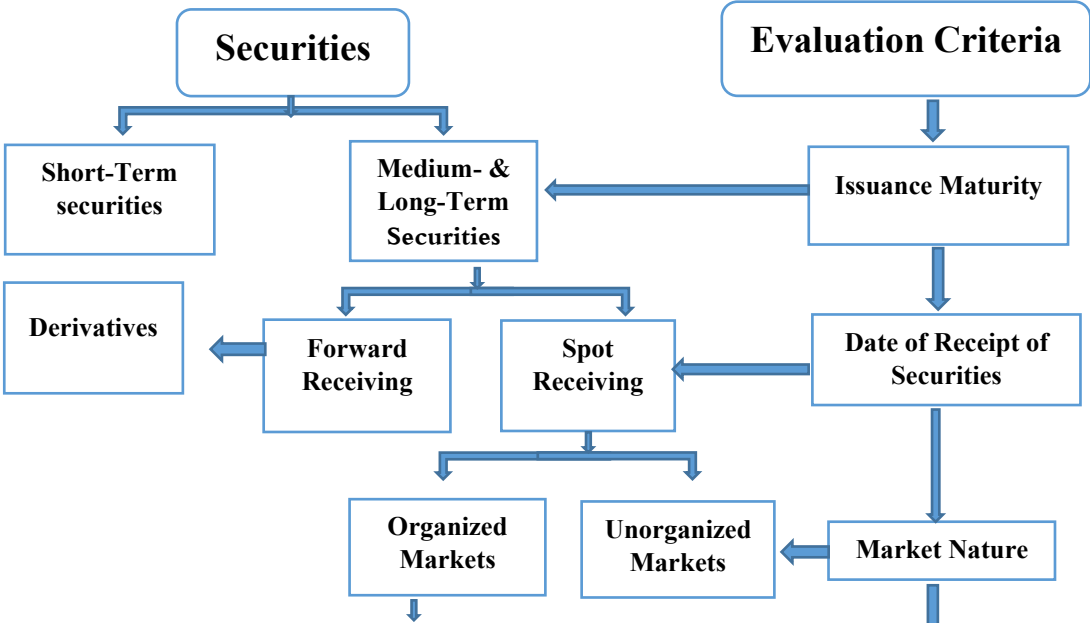 Securities
Evaluation Criteria
Short-Term
securities
Medium- &
Long-Term
Securities
Issuance Maturity
Derivatives
Forward
Receiving
Spot
Receiving
Date of Receipt of
Securities
Organized
Markets
Unorganized
Markets
Market Nature